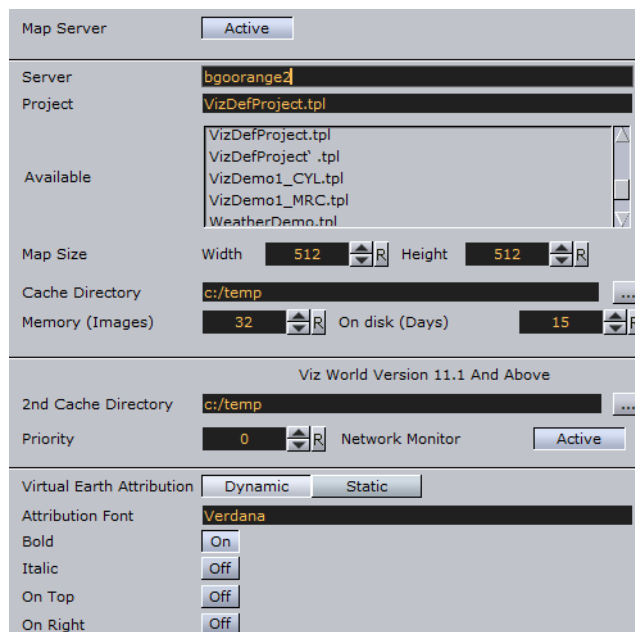 Map Server Active
Server bgoorange2
Project VizDefProject.tpl
VizDefProject.tpl
VizDefProject` .tpl
Available
VizDemo1_CYL.tpl
VizDemo1_MRC.tpl
WeatherDemo.tpl
Map Size Width 512 R Height 512 R
Cache Directory c:/temp ...
Memory (Images) 32 R On disk (Days) 15 R
Viz World Version 11.1 And Above
2nd Cache Directory c:/temp ...
Priority 0 R Network Monitor Active
Virtual Earth Attribution Dynamic Static
Attribution Font Verdana
Bold On
Italic Off
On Top Off
On Right Off